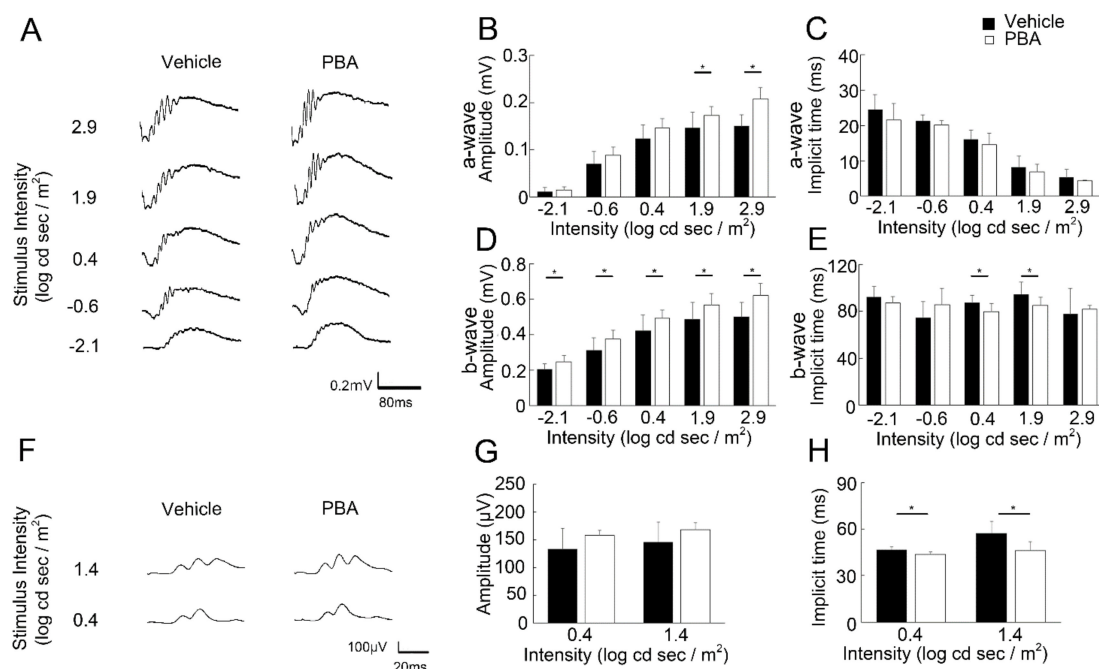 A
Vehicle
PBA
Stimulus Intensity
(log cd sec / m²)
2.9
1.9
0.4
-0.6
-2.1
0.2mV
80ms
B
a-wave
Amplitude (mV)
0.3
0.2
0.1
0
* *
-2.1 -0.6 0.4 1.9 2.9
Intensity (log cd sec / m²)
C
Vehicle
PBA
a-wave
Implicit time (ms)
40
30
20
10
0
-2.1 -0.6 0.4 1.9 2.9
Intensity (log cd sec / m²)
D
b-wave
Amplitude (mV)
0.8
0.6
0.4
0.2
0
* * * * *
-2.1 -0.6 0.4 1.9 2.9
Intensity (log cd sec / m²)
E
b-wave
Implicit time (ms)
120
80
40
0
* *
-2.1 -0.6 0.4 1.9 2.9
Intensity (log cd sec / m²)
F
Vehicle
PBA
Stimulus Intensity
(log cd sec / m²)
1.4
0.4
100μV
20ms
G
Amplitude (μV)
250
200
150
100
50
0
0.4 1.4
Intensity (log cd sec / m²)
H
Implicit time (ms)
90
60
30
0
* *
0.4 1.4
Intensity (log cd sec / m²)